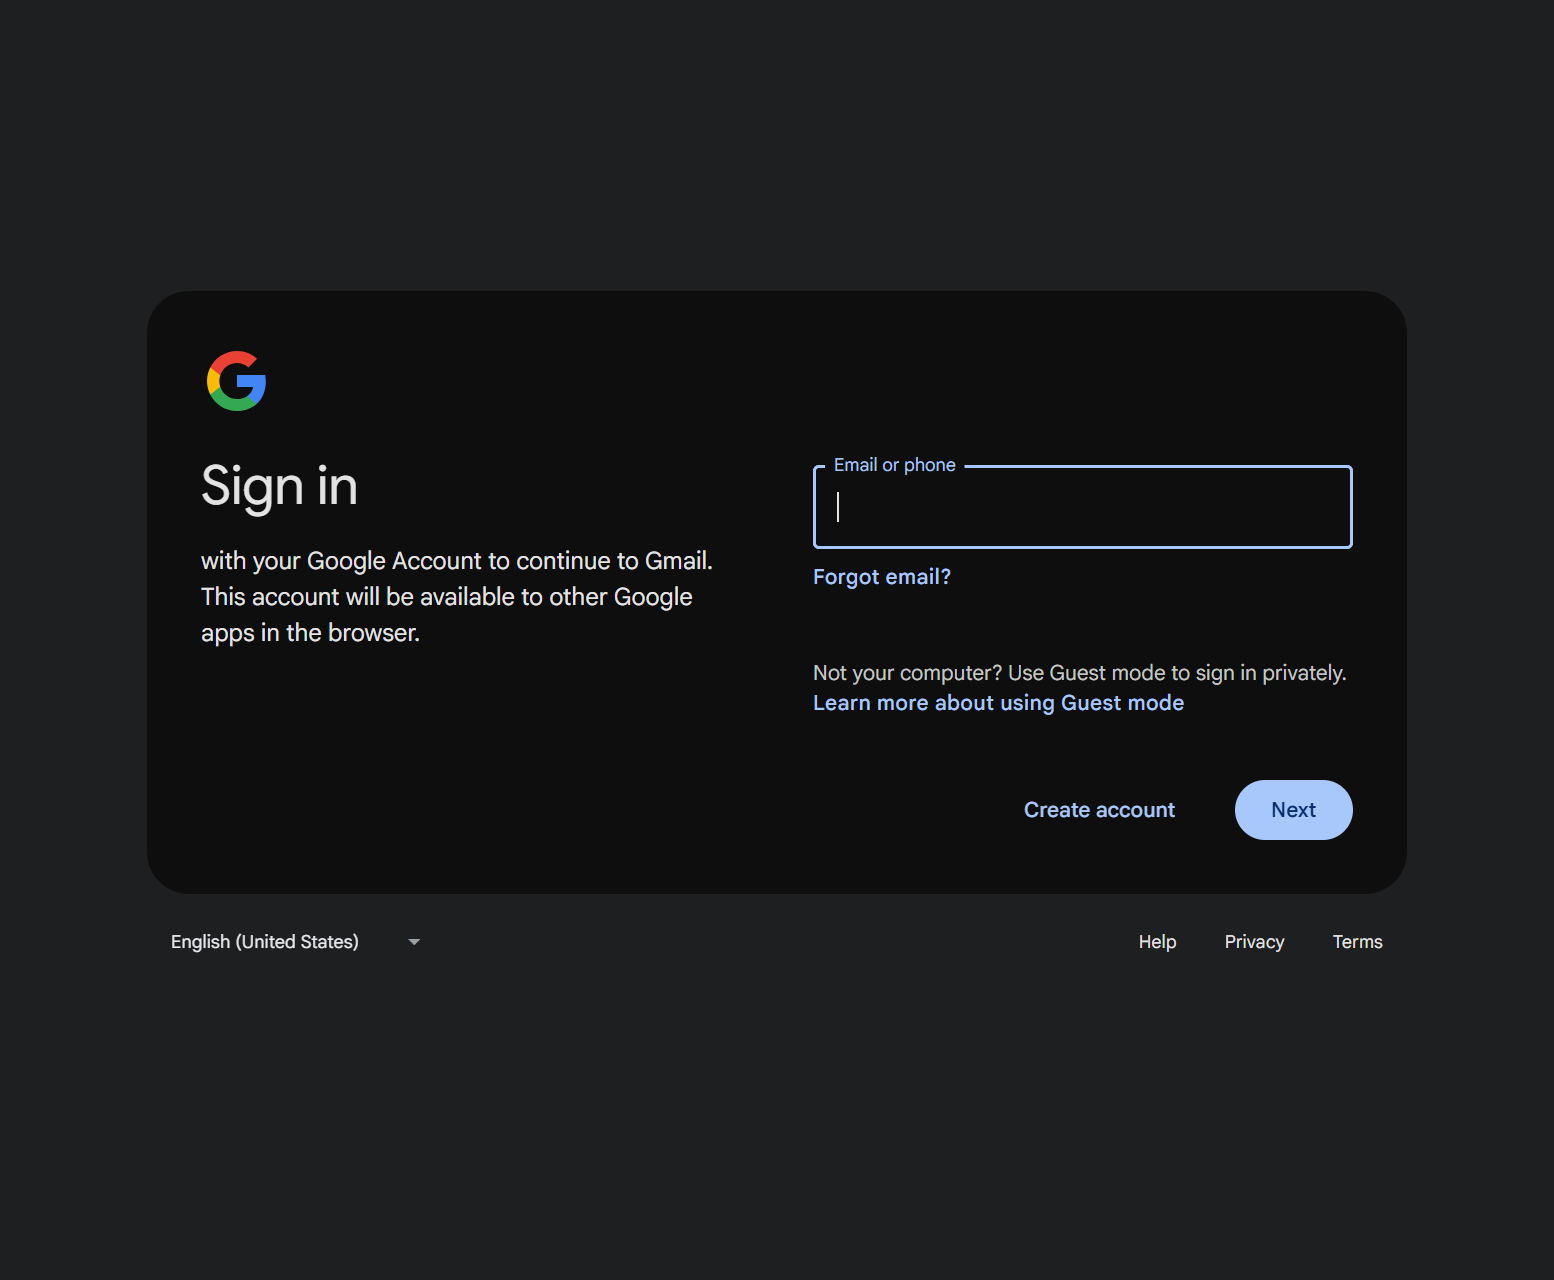 Sign in
with your Google Account to continue to Gmail.
This account will be available to other Google
apps in the browser.
Email or phone
Forgot email?
Not your computer? Use Guest mode to sign in privately.
Learn more about using Guest mode
Create account
Next
English (United States)
Help
Privacy
Terms